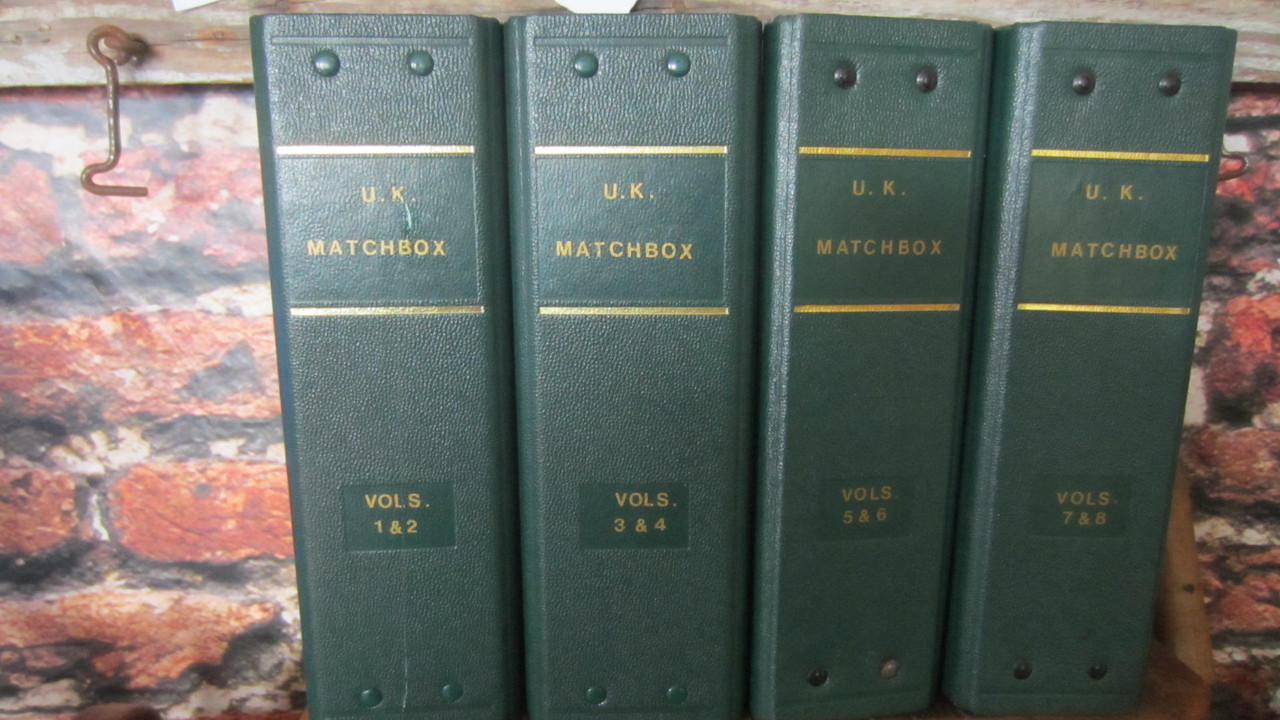 U.K.
MATCHBOX
VOLS.
1 & 2
U.K.
MATCHBOX
VOLS.
3 & 4
U. K.
MATCHBOX
VOLS.
5 & 6
U. K.
MATCHBOX
VOLS.
7 & 8